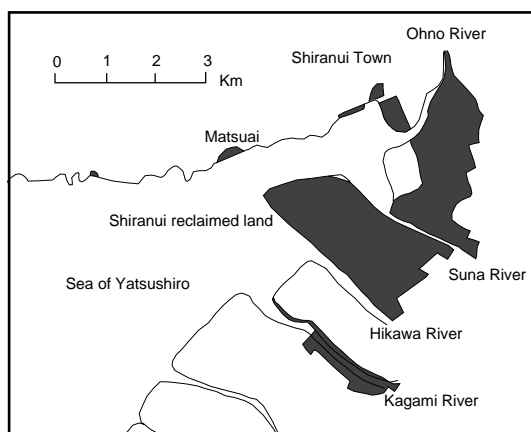 Ohno River
Shiranui Town
0 1 2 3
Km
Matsuai
Shiranui reclaimed land
Suna River
Sea of Yatsushiro
Hikawa River
Kagami River